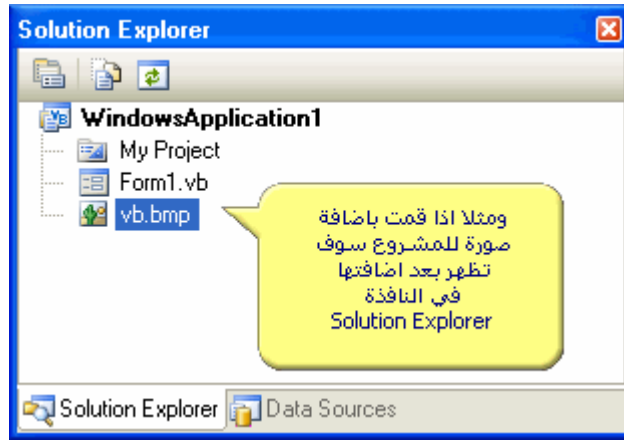 Solution Explorer
WindowsApplication1
My Project
Form1.vb
vb.bmp
ومثلا اذا قمت باضافة
صورة للمشروع سوف
تظهر بعد اضافتها
في النافذة
Solution Explorer
Solution Explorer Data Sources